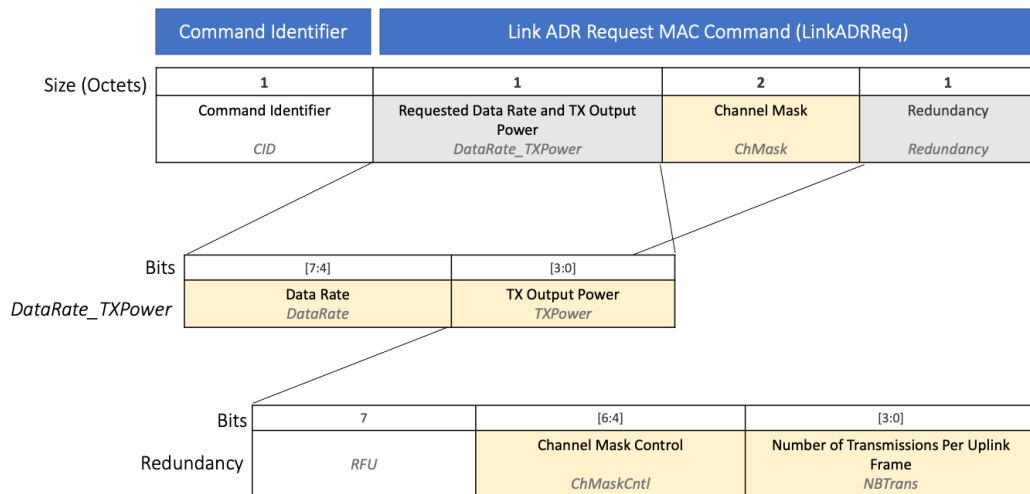 Command Identifier
Link ADR Request MAC Command (LinkADRReq)
Size (Octets)
1
1
2
1
Command Identifier
CID
Requested Data Rate and TX Output
Power
DataRate_TXPower
Channel Mask
ChMask
Redundancy
Redundancy
Bits
[7:4]
[3:0]
DataRate_TXPower
Data Rate
DataRate
TX Output Power
TXPower
Bits
7
[6:4]
[3:0]
Redundancy
RFU
Channel Mask Control
ChMaskCntl
Number of Transmissions Per Uplink
Frame
NBTrans